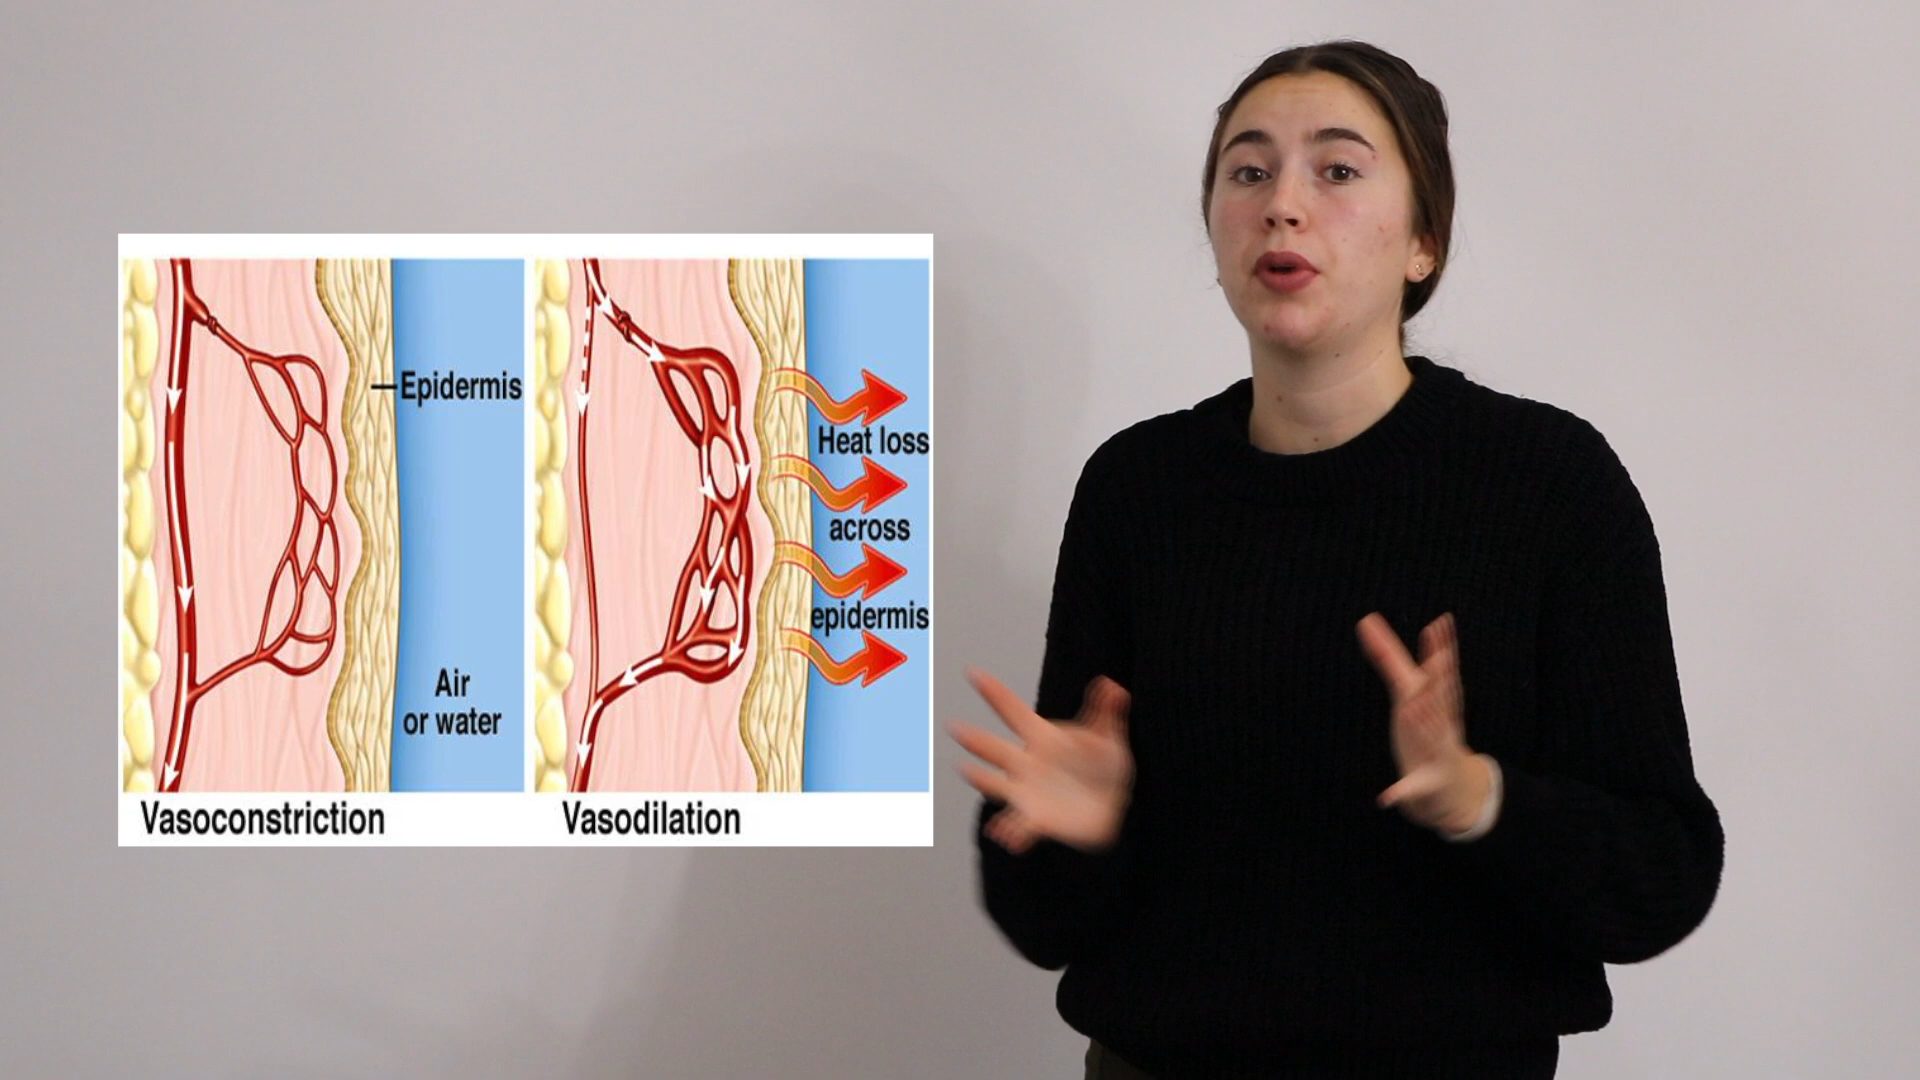 Epidermis
Air
or water
Vasoconstriction
Heat loss
across
epidermis
Vasodilation